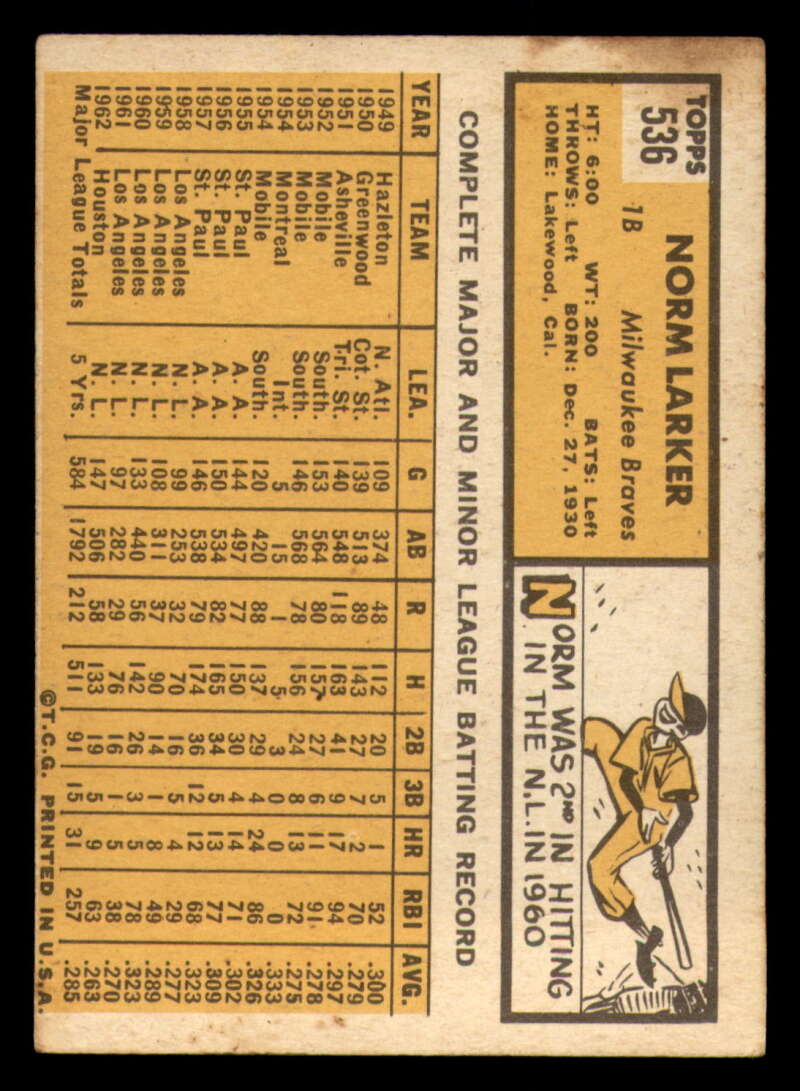 TOPPS
536
NORM LARKER
1B Milwaukee Braves
HT: 6:00 WT: 200 BATS: Left
THROWS: Left BORN: Dec. 27, 1930
HOME: Lakewood, Cal.
NORM WAS 2ND IN HITTING
IN THE N.L. IN 1960
COMPLETE MAJOR AND MINOR LEAGUE BATTING RECORD
YEAR TEAM LEA. G AB R H 2B 3B HR RBI AVG.
1949 Hazleton N. Atl. 109 374 48 112 20 5 1 52 .300
1950 Greenwood Cot. St. 139 513 89 143 27 7 2 70 .279
1951 Asheville Tri. St. 140 548 118 163 41 9 17 94 .297
1952 Mobile South. 153 564 80 157 27 6 11 91 .278
1953 Mobile South. 146 568 78 156 24 8 13 72 .275
1954 Montreal Int. 5 15 1 5 3 0 0 0 .333
1954 Mobile South. 120 420 88 137 29 4 24 86 .326
1955 St. Paul A. A. 144 497 77 150 30 4 14 71 .302
1956 St. Paul A. A. 150 534 82 165 34 5 13 77 .309
1957 St. Paul A. A. 146 538 79 174 36 12 12 68 .323
1958 Los Angeles N. L. 99 253 32 70 16 5 4 29 .277
1959 Los Angeles N. L. 108 311 37 90 14 1 8 49 .289
1960 Los Angeles N. L. 133 440 56 142 26 3 5 78 .323
1961 Los Angeles N. L. 97 282 29 76 16 1 5 38 .270
1962 Houston N. L. 147 506 58 133 19 5 9 63 .263
Major League Totals 5 Yrs. 584 1792 212 511 91 15 31 257 .285
©T.C.G. PRINTED IN U.S.A.